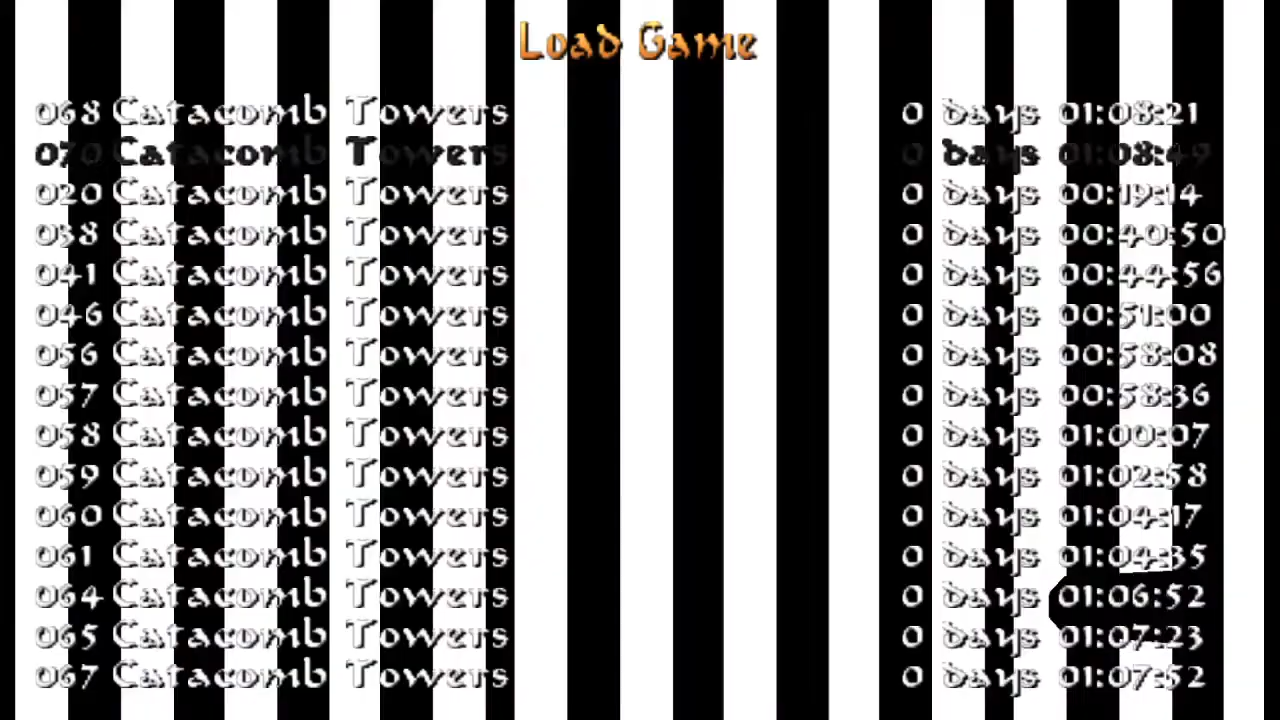 Load Game
068 Catacomb Towers 0 days 01:08:21
070 Catacomb Towers 0 days 01:08:49
020 Catacomb Towers 0 days 00:19:14
038 Catacomb Towers 0 days 00:40:50
041 Catacomb Towers 0 days 00:44:56
046 Catacomb Towers 0 days 00:51:00
056 Catacomb Towers 0 days 00:58:08
057 Catacomb Towers 0 days 00:58:36
058 Catacomb Towers 0 days 01:00:07
059 Catacomb Towers 0 days 01:02:58
060 Catacomb Towers 0 days 01:04:17
061 Catacomb Towers 0 days 01:04:35
064 Catacomb Towers 0 days 01:06:52
065 Catacomb Towers 0 days 01:07:23
067 Catacomb Towers 0 days 01:07:52